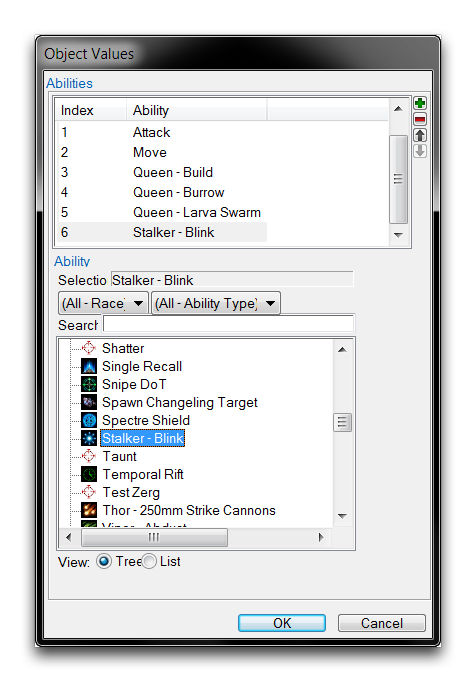 Object Values
Abilities
Index Ability
1 Attack
2 Move
3 Queen - Build
4 Queen - Burrow
5 Queen - Larva Swarm
6 Stalker - Blink
Ability
Selectio Stalker - Blink
(All - Race) (All - Ability Type)
Search
Shatter
Single Recall
Snipe DoT
Spawn Changeling Target
Spectre Shield
Stalker - Blink
Taunt
Temporal Rift
Test Zerg
Thor - 250mm Strike Cannons
Viper - Abduct
View: Tree List
OK Cancel